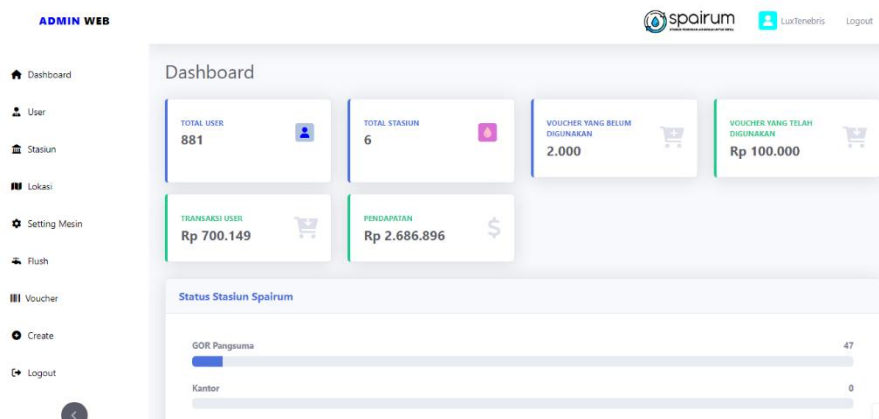 ADMIN WEB
spairum
LuxTenebris
Logout
Dashboard
User
Stasiun
Lokasi
Setting Mesin
Flush
Voucher
Create
Logout
Dashboard
TOTAL USER
881
TOTAL STASIUN
6
VOUCHER YANG BELUM
DIGUNAKAN
2.000
VOUCHER YANG TELAH
DIGUNAKAN
Rp 100.000
TRANSAKSI USER
Rp 700.149
PENDAPATAN
Rp 2.686.896
Status Stasiun Spairum
GOR Pangsuma 47
Kantor 0